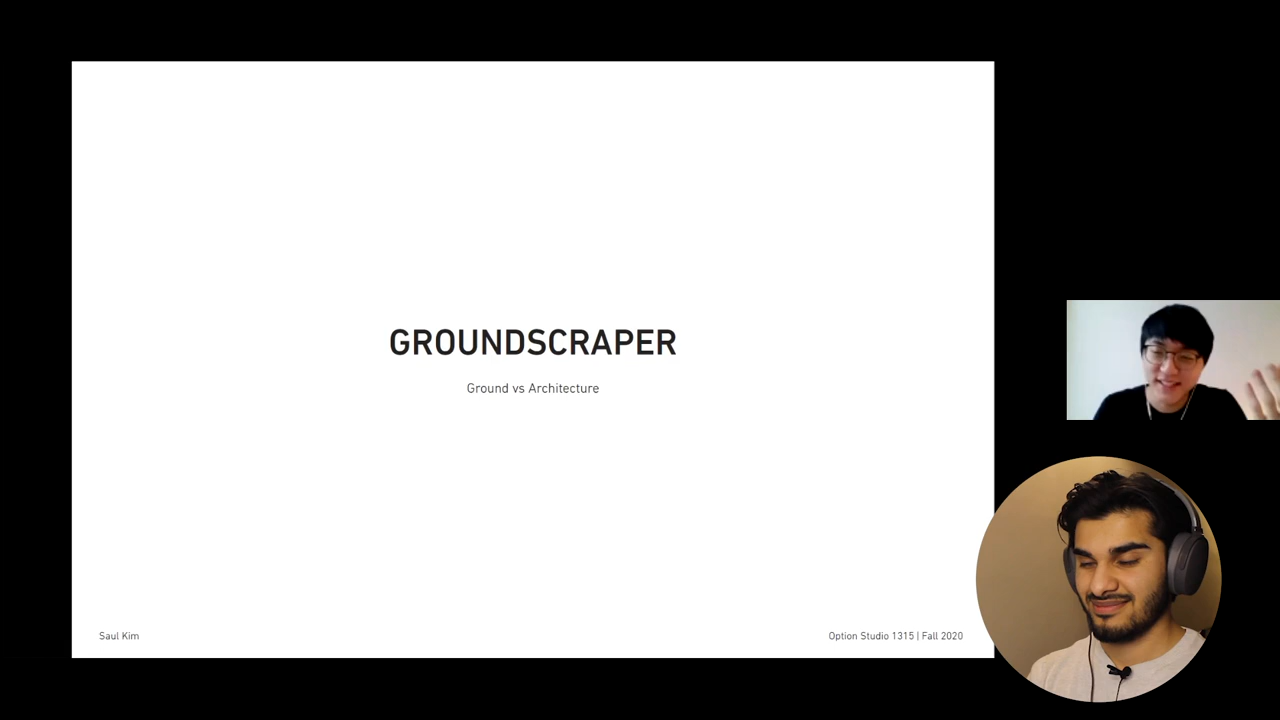 GROUNDSCRAPER
Ground vs Architecture
Saul Kim
Option Studio 1315 | Fall 2020